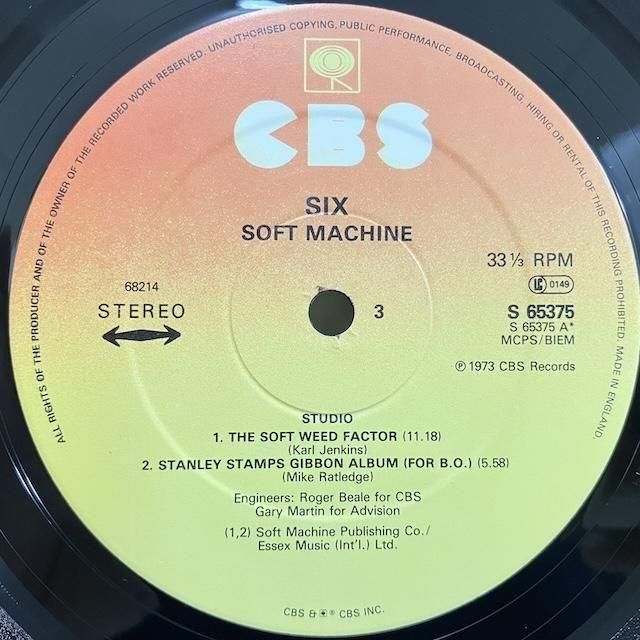 ALL RIGHTS OF THE PRODUCER AND OF THE OWNER OF THE RECORDED WORK RESERVED. UNAUTHORISED COPYING, PUBLIC PERFORMANCE, BROADCASTING, HIRING OR RENTAL OF THIS RECORDING PROHIBITED. MADE IN ENGLAND.
CBS
SIX
SOFT MACHINE
33 ⅓ RPM
LC 0149
68214
STEREO
3
S 65375
S 65375 A*
MCPS/BIEM
℗ 1973 CBS Records
STUDIO
1. THE SOFT WEED FACTOR (11.18)
(Karl Jenkins)
2. STANLEY STAMPS GIBBON ALBUM (FOR B.O.) (5.58)
(Mike Ratledge)
Engineers: Roger Beale for CBS
Gary Martin for Advision
(1,2) Soft Machine Publishing Co./
Essex Music (Int'l.) Ltd.
CBS & ® CBS INC.